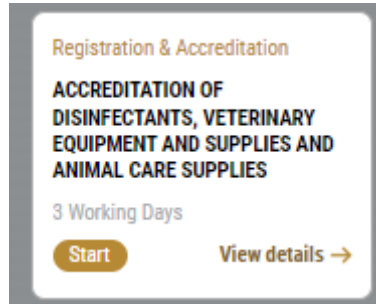 Registration & Accreditation
ACCREDITATION OF
DISINFECTANTS, VETERINARY
EQUIPMENT AND SUPPLIES AND
ANIMAL CARE SUPPLIES
3 Working Days
Start View details →